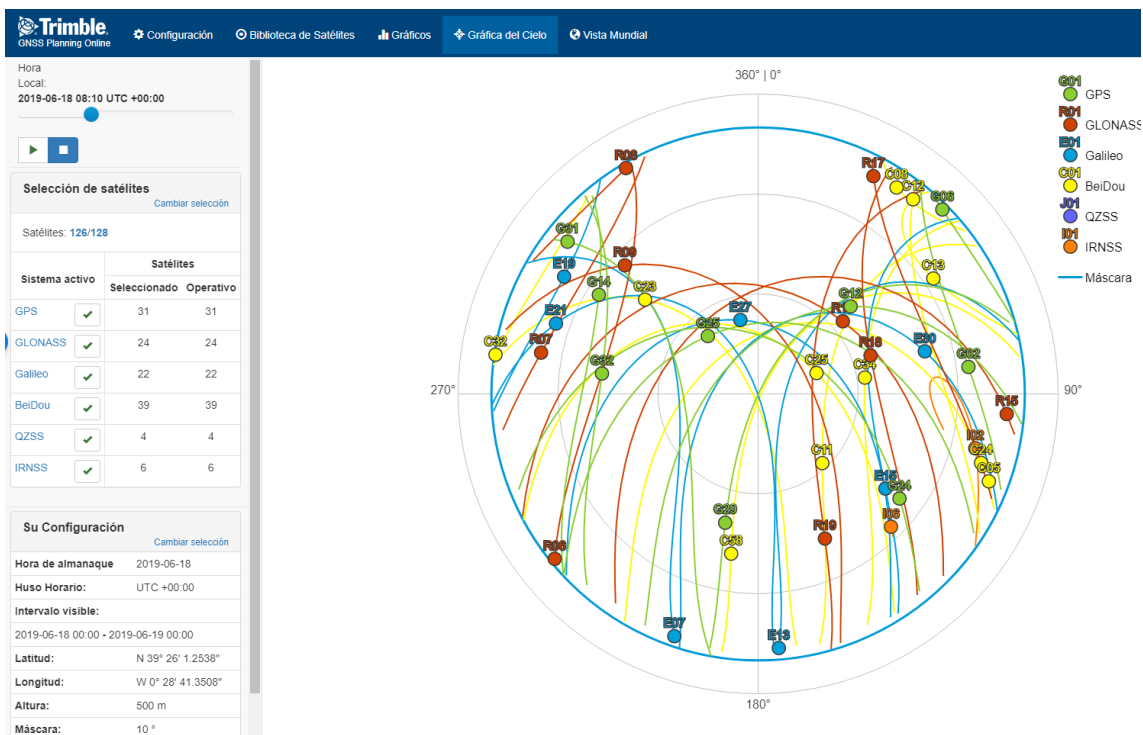 Trimble.
GNSS Planning Online
Configuración
Biblioteca de Satélites
Gráficos
Gráfica del Cielo
Vista Mundial
Hora
Local:
2019-06-18 08:10 UTC +00:00
Selección de satélites
Cambiar selección
Satélites: 126/128
Sistema activo
Satélites
Seleccionado Operativo
GPS 31 31
GLONASS 24 24
Galileo 22 22
BeiDou 39 39
QZSS 4 4
IRNSS 6 6
Su Configuración
Cambiar selección
Hora de almanaque 2019-06-18
Huso Horario: UTC +00:00
Intervalo visible:
2019-06-18 00:00 - 2019-06-19 00:00
Latitud: N 39° 26' 1.2538"
Longitud: W 0° 28' 41.3508"
Altura: 500 m
Máscara: 10 °
360° | 0°
R08
R17
C08
C12
G06
G31
R09
E19
G14
C23
C13
E21
G25
E27
G12
C32
R07
G32
C25
R18
C34
E30
G02
270°
90°
R15
I02
C24
C05
C11
E15
G24
I06
G29
C58
R19
R06
E07
E13
180°
G01
GPS
R01
GLONASS
E01
Galileo
C01
BeiDou
J01
QZSS
I01
IRNSS
Máscara